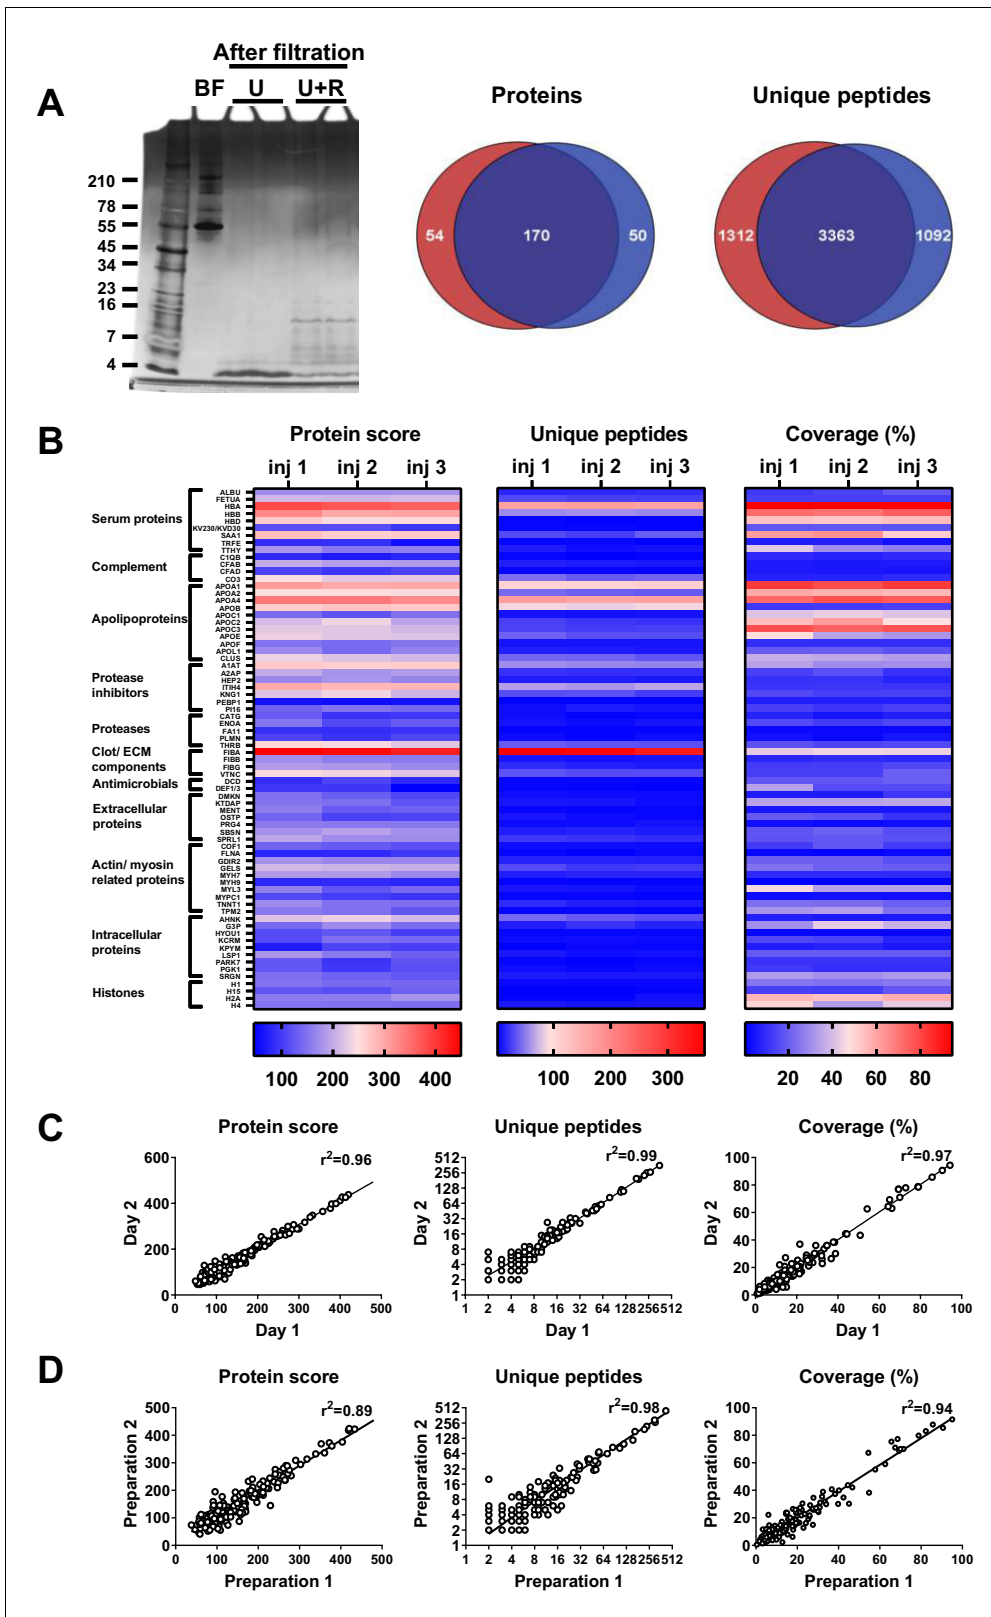 A
After filtration
BF U U+R
210
78
55
45
34
23
16
7
4
Proteins
54 170 50
Unique peptides
1312 3363 1092
B
Protein score Unique peptides Coverage (%)
inj 1 inj 2 inj 3 inj 1 inj 2 inj 3 inj 1 inj 2 inj 3
Serum proteins
ALBU
FETUA
HBA
HBB
HBD
KV230/KVD30
SAA1
TRFE
TTHY
Complement
C1QB
CFAB
CFAD
CO3
Apolipoproteins
APOA1
APOA2
APOA4
APOB
APOC1
APOC2
APOC3
APOE
APOF
APOL1
CLUS
Protease
inhibitors
A1AT
A2AP
HEP2
ITIH4
KNG1
PEBP1
PI16
Proteases
CATG
ENOA
FA11
PLMN
THRB
Clot/ ECM
components
FIBA
FIBB
FIBG
VTNC
Antimicrobials
DCD
DEF1/3
Extracellular
proteins
DMKN
KTDAP
MENT
OSTP
PRG4
SBSN
SPRL1
Actin/ myosin
related proteins
COF1
FLNA
GDIR2
GELS
MYH7
MYH9
MYL3
MYPC1
TNNT1
TPM2
Intracellular
proteins
AHNK
G3P
HYOU1
KCRM
KPYM
LSP1
PARK7
PGK1
SRGN
Histones
H1
H15
H2A
H4
100 200 300 400
100 200 300
20 40 60 80
C
Protein score
r²=0.96
Day 2
600
400
200
0
0 100 200 300 400 500
Day 1
Unique peptides
r²=0.99
Day 2
512
256
128
64
32
16
8
4
2
1
1 2 4 8 16 32 64 128 256 512
Day 1
Coverage (%)
r²=0.97
Day 2
100
80
60
40
20
0
0 20 40 60 80 100
Day 1
D
Protein score
r²=0.89
Preparation 2
500
400
300
200
100
0
0 100 200 300 400 500
Preparation 1
Unique peptides
r²=0.98
Preparation 2
512
256
128
64
32
16
8
4
2
1
1 2 4 8 16 32 64 128 256 512
Preparation 1
Coverage (%)
r²=0.94
Preparation 2
100
80
60
40
20
0
0 20 40 60 80 100
Preparation 1